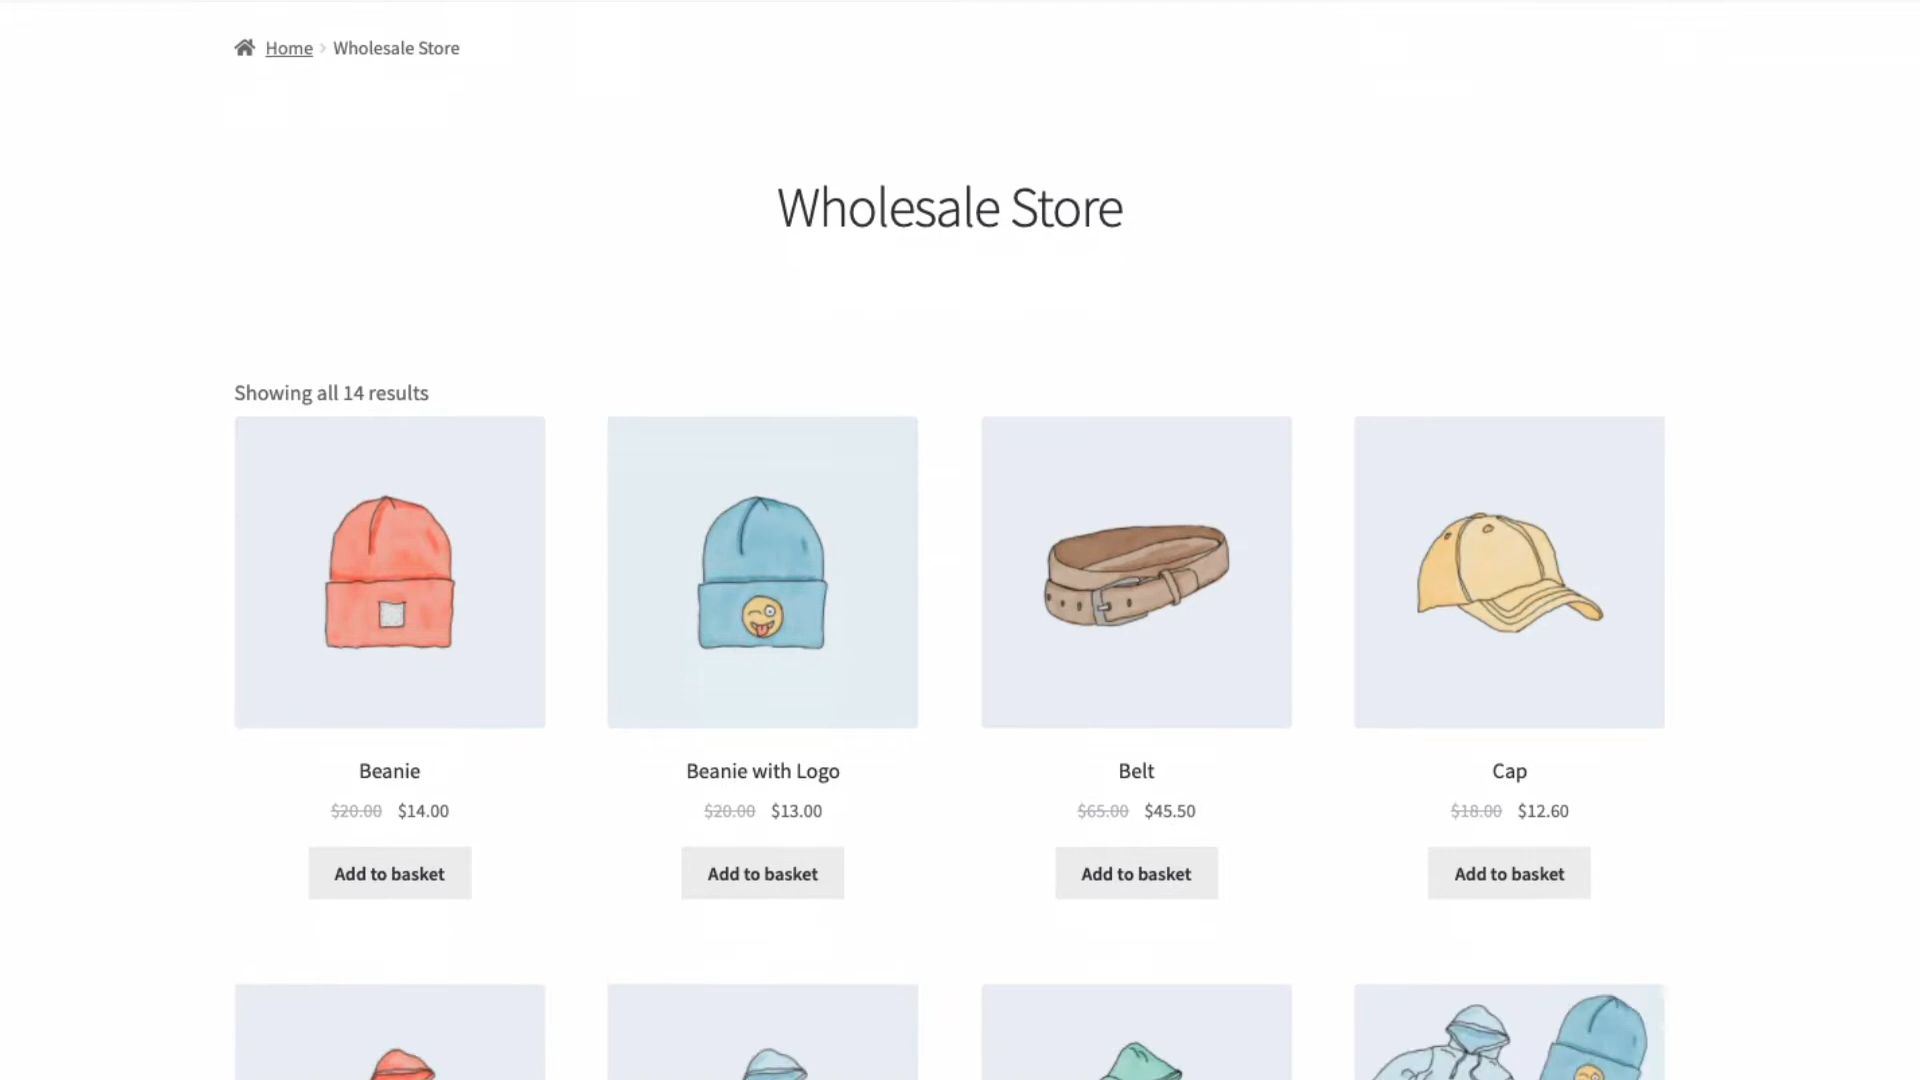 Home > Wholesale Store
Wholesale Store
Showing all 14 results
Beanie
$20.00 $14.00
Add to basket
Beanie with Logo
$20.00 $13.00
Add to basket
Belt
$65.00 $45.50
Add to basket
Cap
$18.00 $12.60
Add to basket